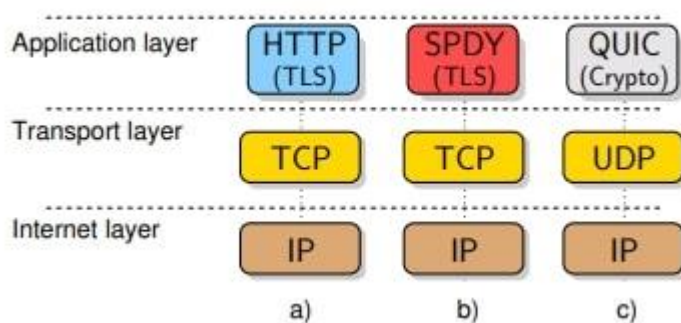 Application layer
HTTP
(TLS)
SPDY
(TLS)
QUIC
(Crypto)
Transport layer
TCP
TCP
UDP
Internet layer
IP
IP
IP
a)
b)
c)